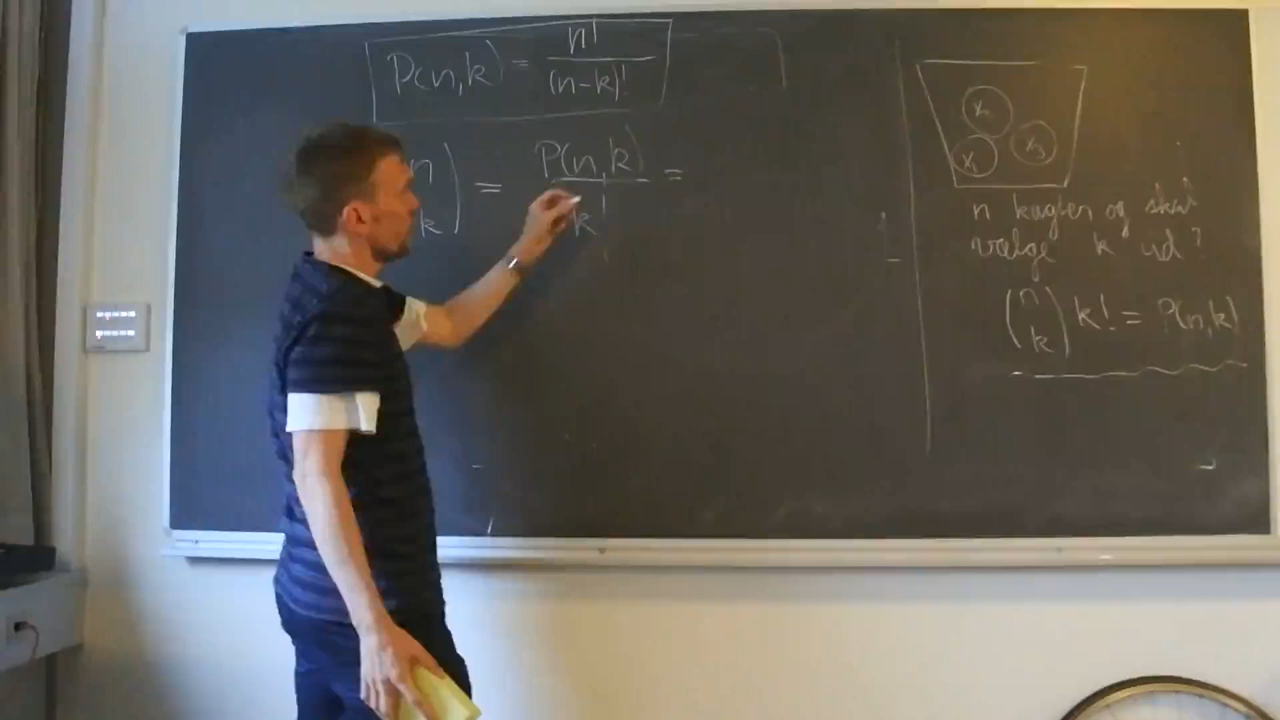 P(n,k) = n! / (n-k)!
n k ) = P(n,k) / k! =
x₂
x₁ x₃
n kugler og skal
vælge k ud?
(n k) k! = P(n,k)